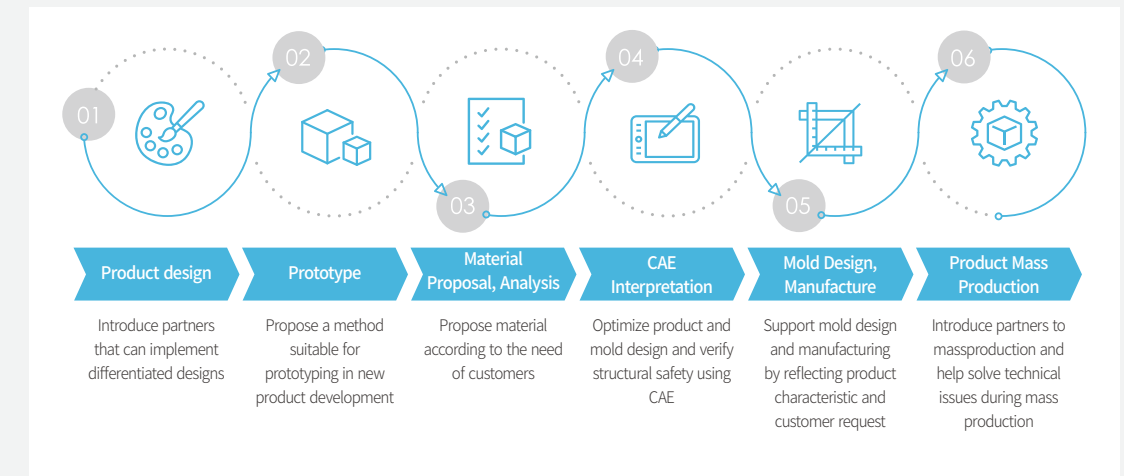 01
02
03
04
05
06
Product design
Prototype
Material
Proposal, Analysis
CAE
Interpretation
Mold Design,
Manufacture
Product Mass
Production
Introduce partners
that can implement
differentiated designs
Propose a method
suitable for
prototyping in new
product development
Propose material
according to the need
of customers
Optimize product and
mold design and verify
structural safety using
CAE
Support mold design
and manufacturing
by reflecting product
characteristic and
customer request
Introduce partners to
massproduction and
help solve technical
issues during mass
production